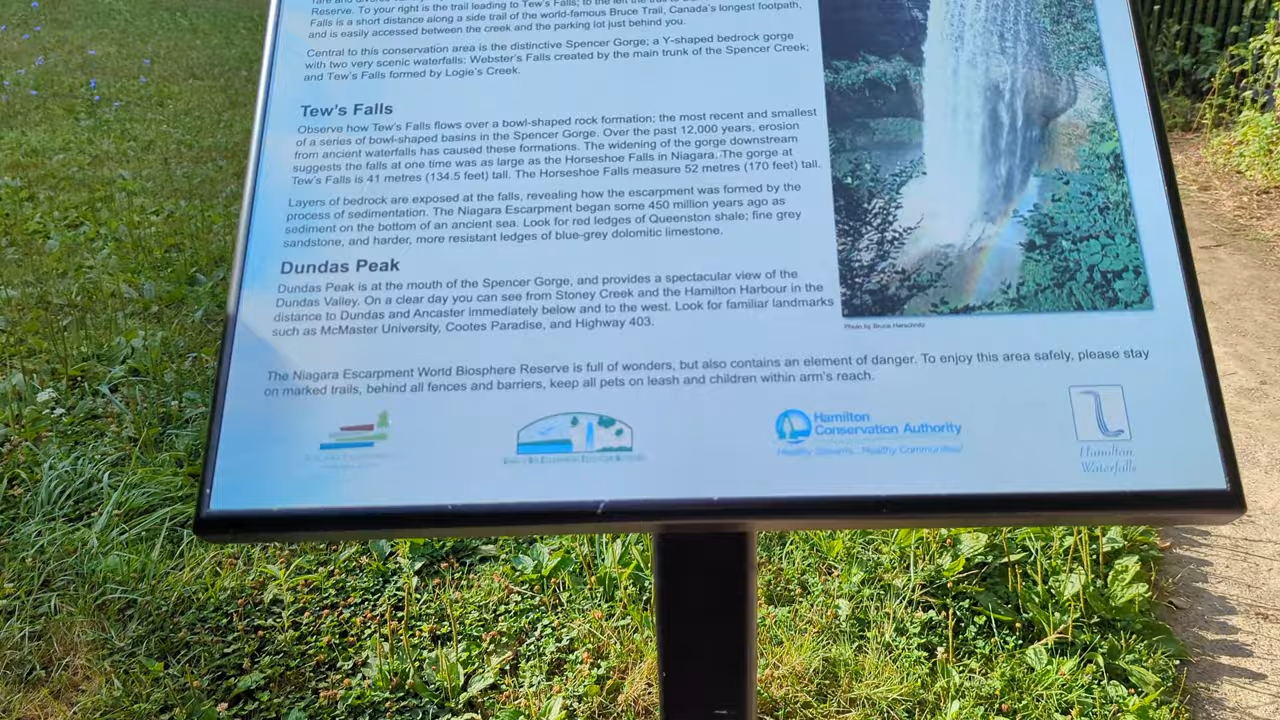 Reserve. To your right is the trail leading to Tew's Falls; to the left the
Falls is a short distance along a side trail of the world-famous Bruce Trail, Canada's longest footpath,
and is easily accessed between the creek and the parking lot just behind you.
Central to this conservation area is the distinctive Spencer Gorge; a Y-shaped bedrock gorge
with two very scenic waterfalls: Webster's Falls created by the main trunk of the Spencer Creek;
and Tew's Falls formed by Logie's Creek.
Tew's Falls
Observe how Tew's Falls flows over a bowl-shaped rock formation; the most recent and smallest
of a series of bowl-shaped basins in the Spencer Gorge. Over the past 12,000 years, erosion
from ancient waterfalls has caused these formations. The widening of the gorge downstream
suggests the falls at one time was as large as the Horseshoe Falls in Niagara. The gorge at
Tew's Falls is 41 metres (134.5 feet) tall. The Horseshoe Falls measure 52 metres (170 feet) tall.
Layers of bedrock are exposed at the falls, revealing how the escarpment was formed by the
process of sedimentation. The Niagara Escarpment began some 450 million years ago as
sediment on the bottom of an ancient sea. Look for red ledges of Queenston shale; fine grey
sandstone, and harder, more resistant ledges of blue-grey dolomitic limestone.
Dundas Peak
Dundas Peak is at the mouth of the Spencer Gorge, and provides a spectacular view of the
Dundas Valley. On a clear day you can see from Stoney Creek and the Hamilton Harbour in the
distance to Dundas and Ancaster immediately below and to the west. Look for familiar landmarks
such as McMaster University, Cootes Paradise, and Highway 403.
Photo by Bruce
The Niagara Escarpment World Biosphere Reserve is full of wonders, but also contains an element of danger. To enjoy this area safely, please stay
on marked trails, behind all fences and barriers, keep all pets on leash and children within arm's reach.
Hamilton
Conservation Authority
Healthy Streams...Healthy Communities!
Hamilton
Waterfalls